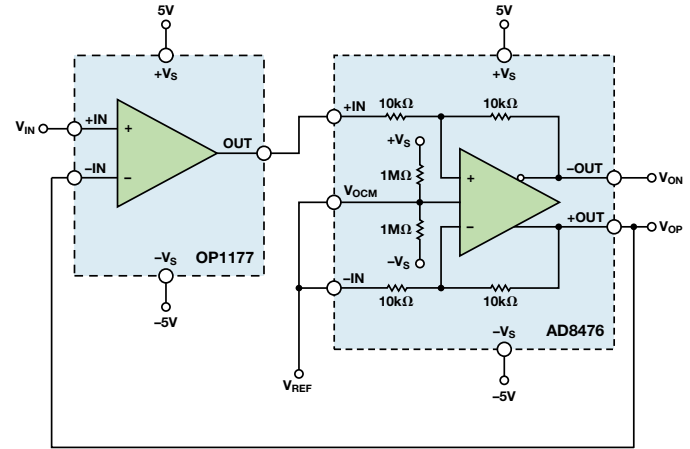 5V
+VS
VIN
+IN
+
OUT
−IN
−
−VS
OP1177
−5V
5V
+VS
+IN
10kΩ
10kΩ
+VS
1MΩ
+
−OUT
VON
VOCM
1MΩ
−
+OUT
VOP
−VS
−IN
10kΩ
10kΩ
−VS
AD8476
VREF
−5V